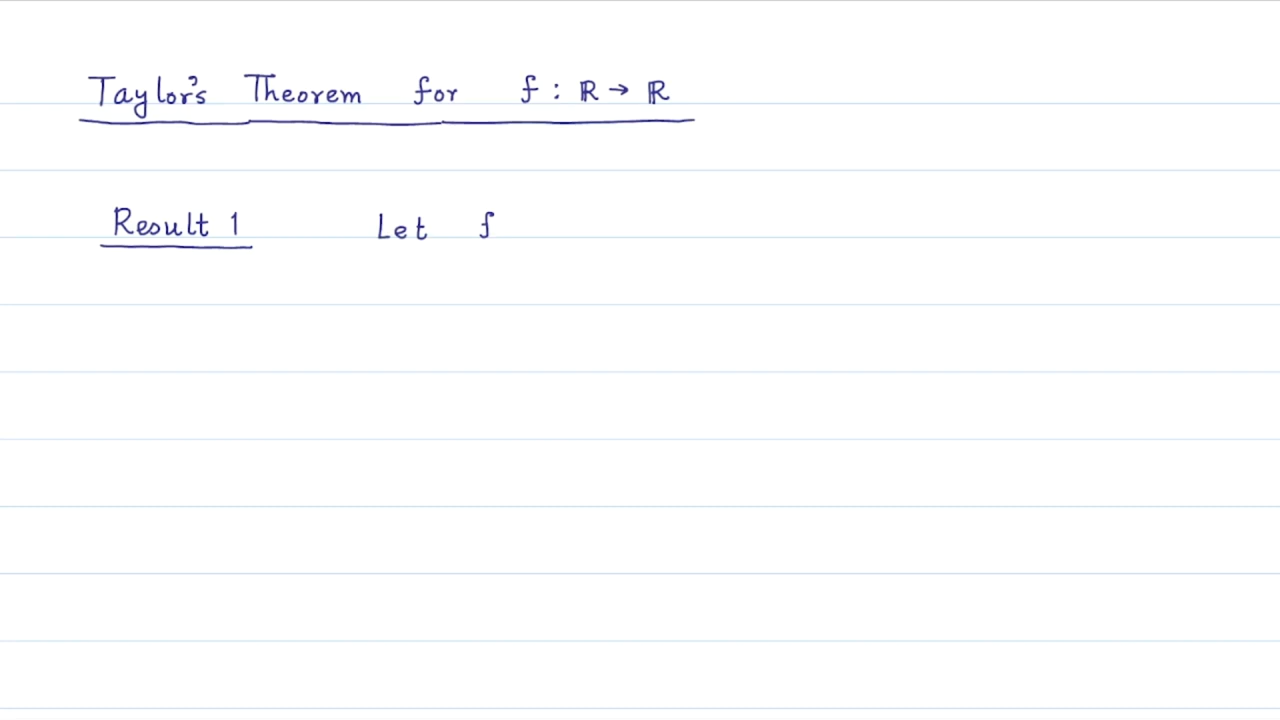 Taylor's Theorem for f : ℝ → ℝ
Result 1 Let f